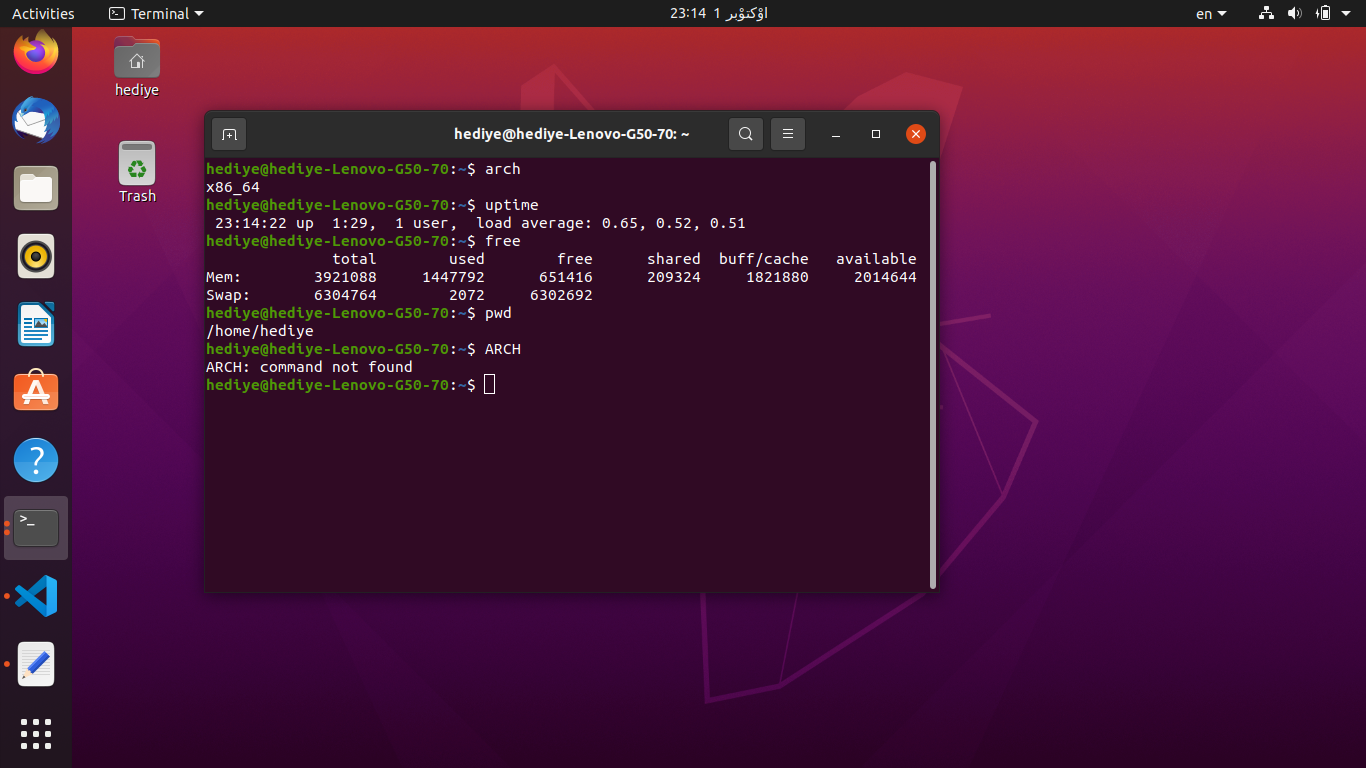 Activities
Terminal
23:14 1 اوْکتوْبر
en
hediye
Trash
hediye@hediye-Lenovo-G50-70: ~
hediye@hediye-Lenovo-G50-70:~$ arch
x86_64
hediye@hediye-Lenovo-G50-70:~$ uptime
 23:14:22 up  1:29,  1 user,  load average: 0.65, 0.52, 0.51
hediye@hediye-Lenovo-G50-70:~$ free
              total        used        free      shared  buff/cache   available
Mem:        3921088     1447792      651416      209324     1821880     2014644
Swap:       6304764        2072     6302692
hediye@hediye-Lenovo-G50-70:~$ pwd
/home/hediye
hediye@hediye-Lenovo-G50-70:~$ ARCH
ARCH: command not found
hediye@hediye-Lenovo-G50-70:~$